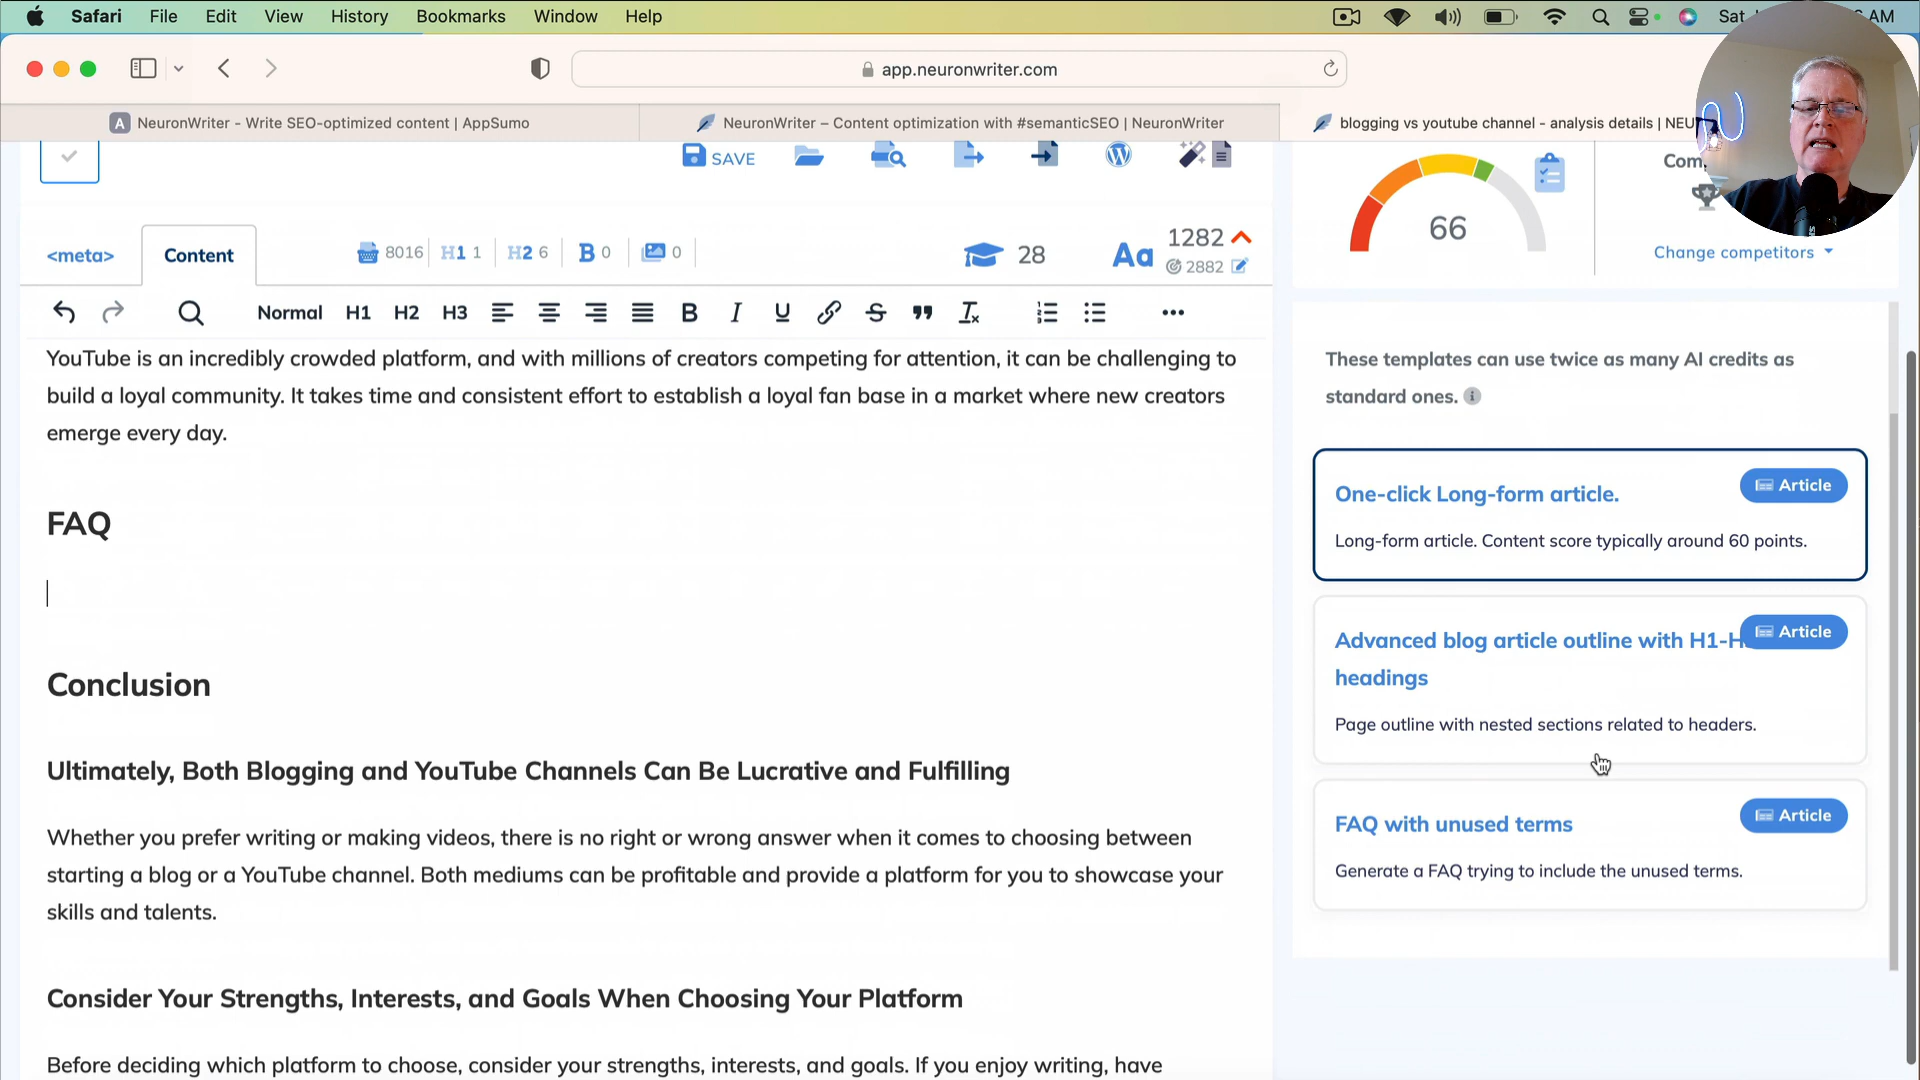 Safari File Edit View History Bookmarks Window Help Sat AM
app.neuronwriter.com
A NeuronWriter - Write SEO-optimized content | AppSumo
NeuronWriter – Content optimization with #semanticSEO | NeuronWriter
blogging vs youtube channel - analysis details | NEU
SAVE
66
Com
Change competitors
<meta> Content 8016 H1 1 H2 6 B 0 0 28 Aa 1282
2882
Normal H1 H2 H3 B I U S Tx
YouTube is an incredibly crowded platform, and with millions of creators competing for attention, it can be challenging to
build a loyal community. It takes time and consistent effort to establish a loyal fan base in a market where new creators
emerge every day.
FAQ
Conclusion
Ultimately, Both Blogging and YouTube Channels Can Be Lucrative and Fulfilling
Whether you prefer writing or making videos, there is no right or wrong answer when it comes to choosing between
starting a blog or a YouTube channel. Both mediums can be profitable and provide a platform for you to showcase your
skills and talents.
Consider Your Strengths, Interests, and Goals When Choosing Your Platform
Before deciding which platform to choose, consider your strengths, interests, and goals. If you enjoy writing, have
These templates can use twice as many AI credits as
standard ones.
One-click Long-form article.
Article
Long-form article. Content score typically around 60 points.
Advanced blog article outline with H1-H
Article
headings
Page outline with nested sections related to headers.
FAQ with unused terms
Article
Generate a FAQ trying to include the unused terms.